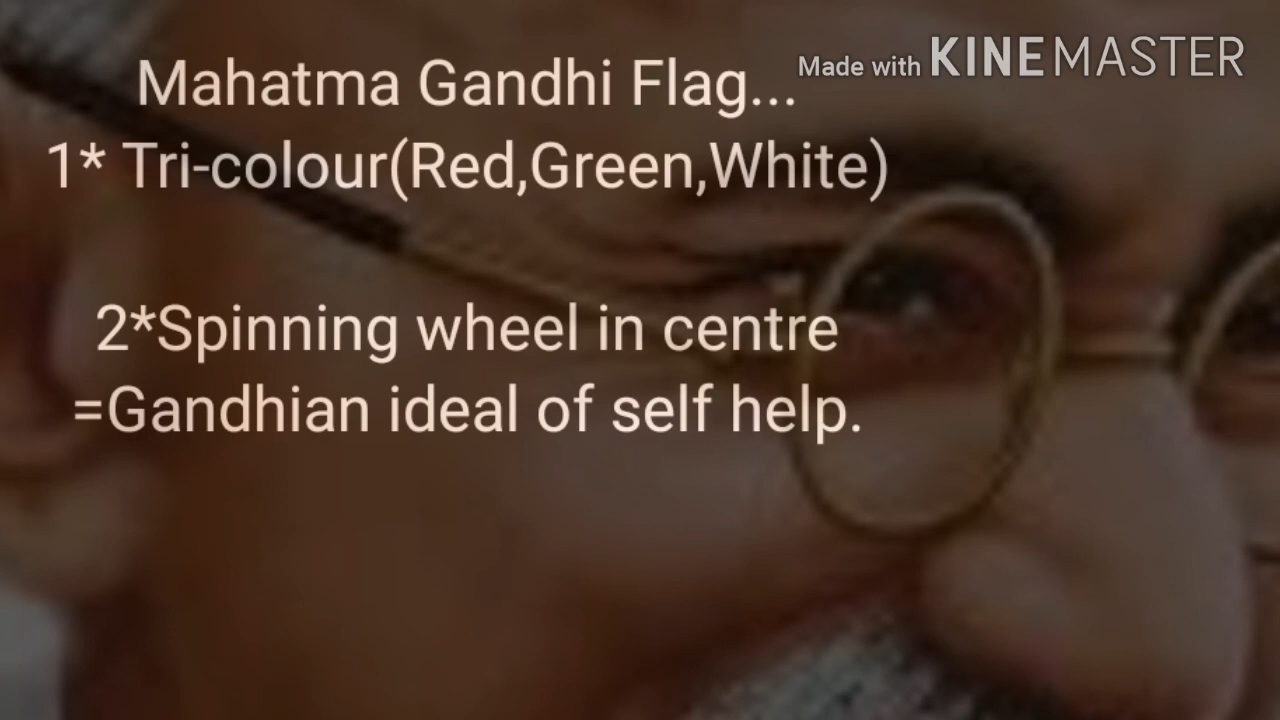 Made with KINEMASTER
Mahatma Gandhi Flag...
1* Tri-colour(Red,Green,White)
2*Spinning wheel in centre
=Gandhian ideal of self help.